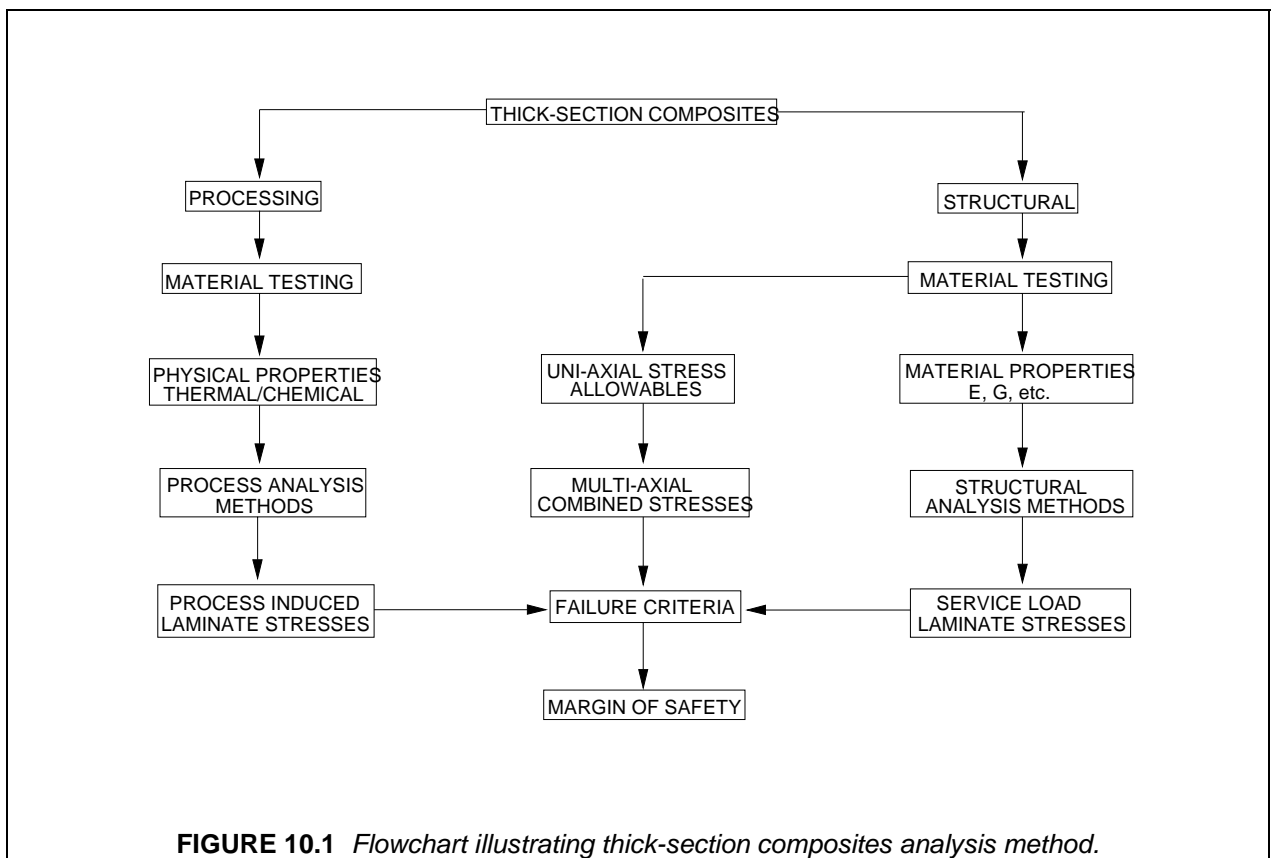 THICK-SECTION COMPOSITES
PROCESSING
STRUCTURAL
MATERIAL TESTING
MATERIAL TESTING
PHYSICAL PROPERTIES
THERMAL/CHEMICAL
UNI-AXIAL STRESS
ALLOWABLES
MATERIAL PROPERTIES
E, G, etc.
PROCESS ANALYSIS
METHODS
MULTI-AXIAL
COMBINED STRESSES
STRUCTURAL
ANALYSIS METHODS
PROCESS INDUCED
LAMINATE STRESSES
FAILURE CRITERIA
SERVICE LOAD
LAMINATE STRESSES
MARGIN OF SAFETY
FIGURE 10.1 Flowchart illustrating thick-section composites analysis method.